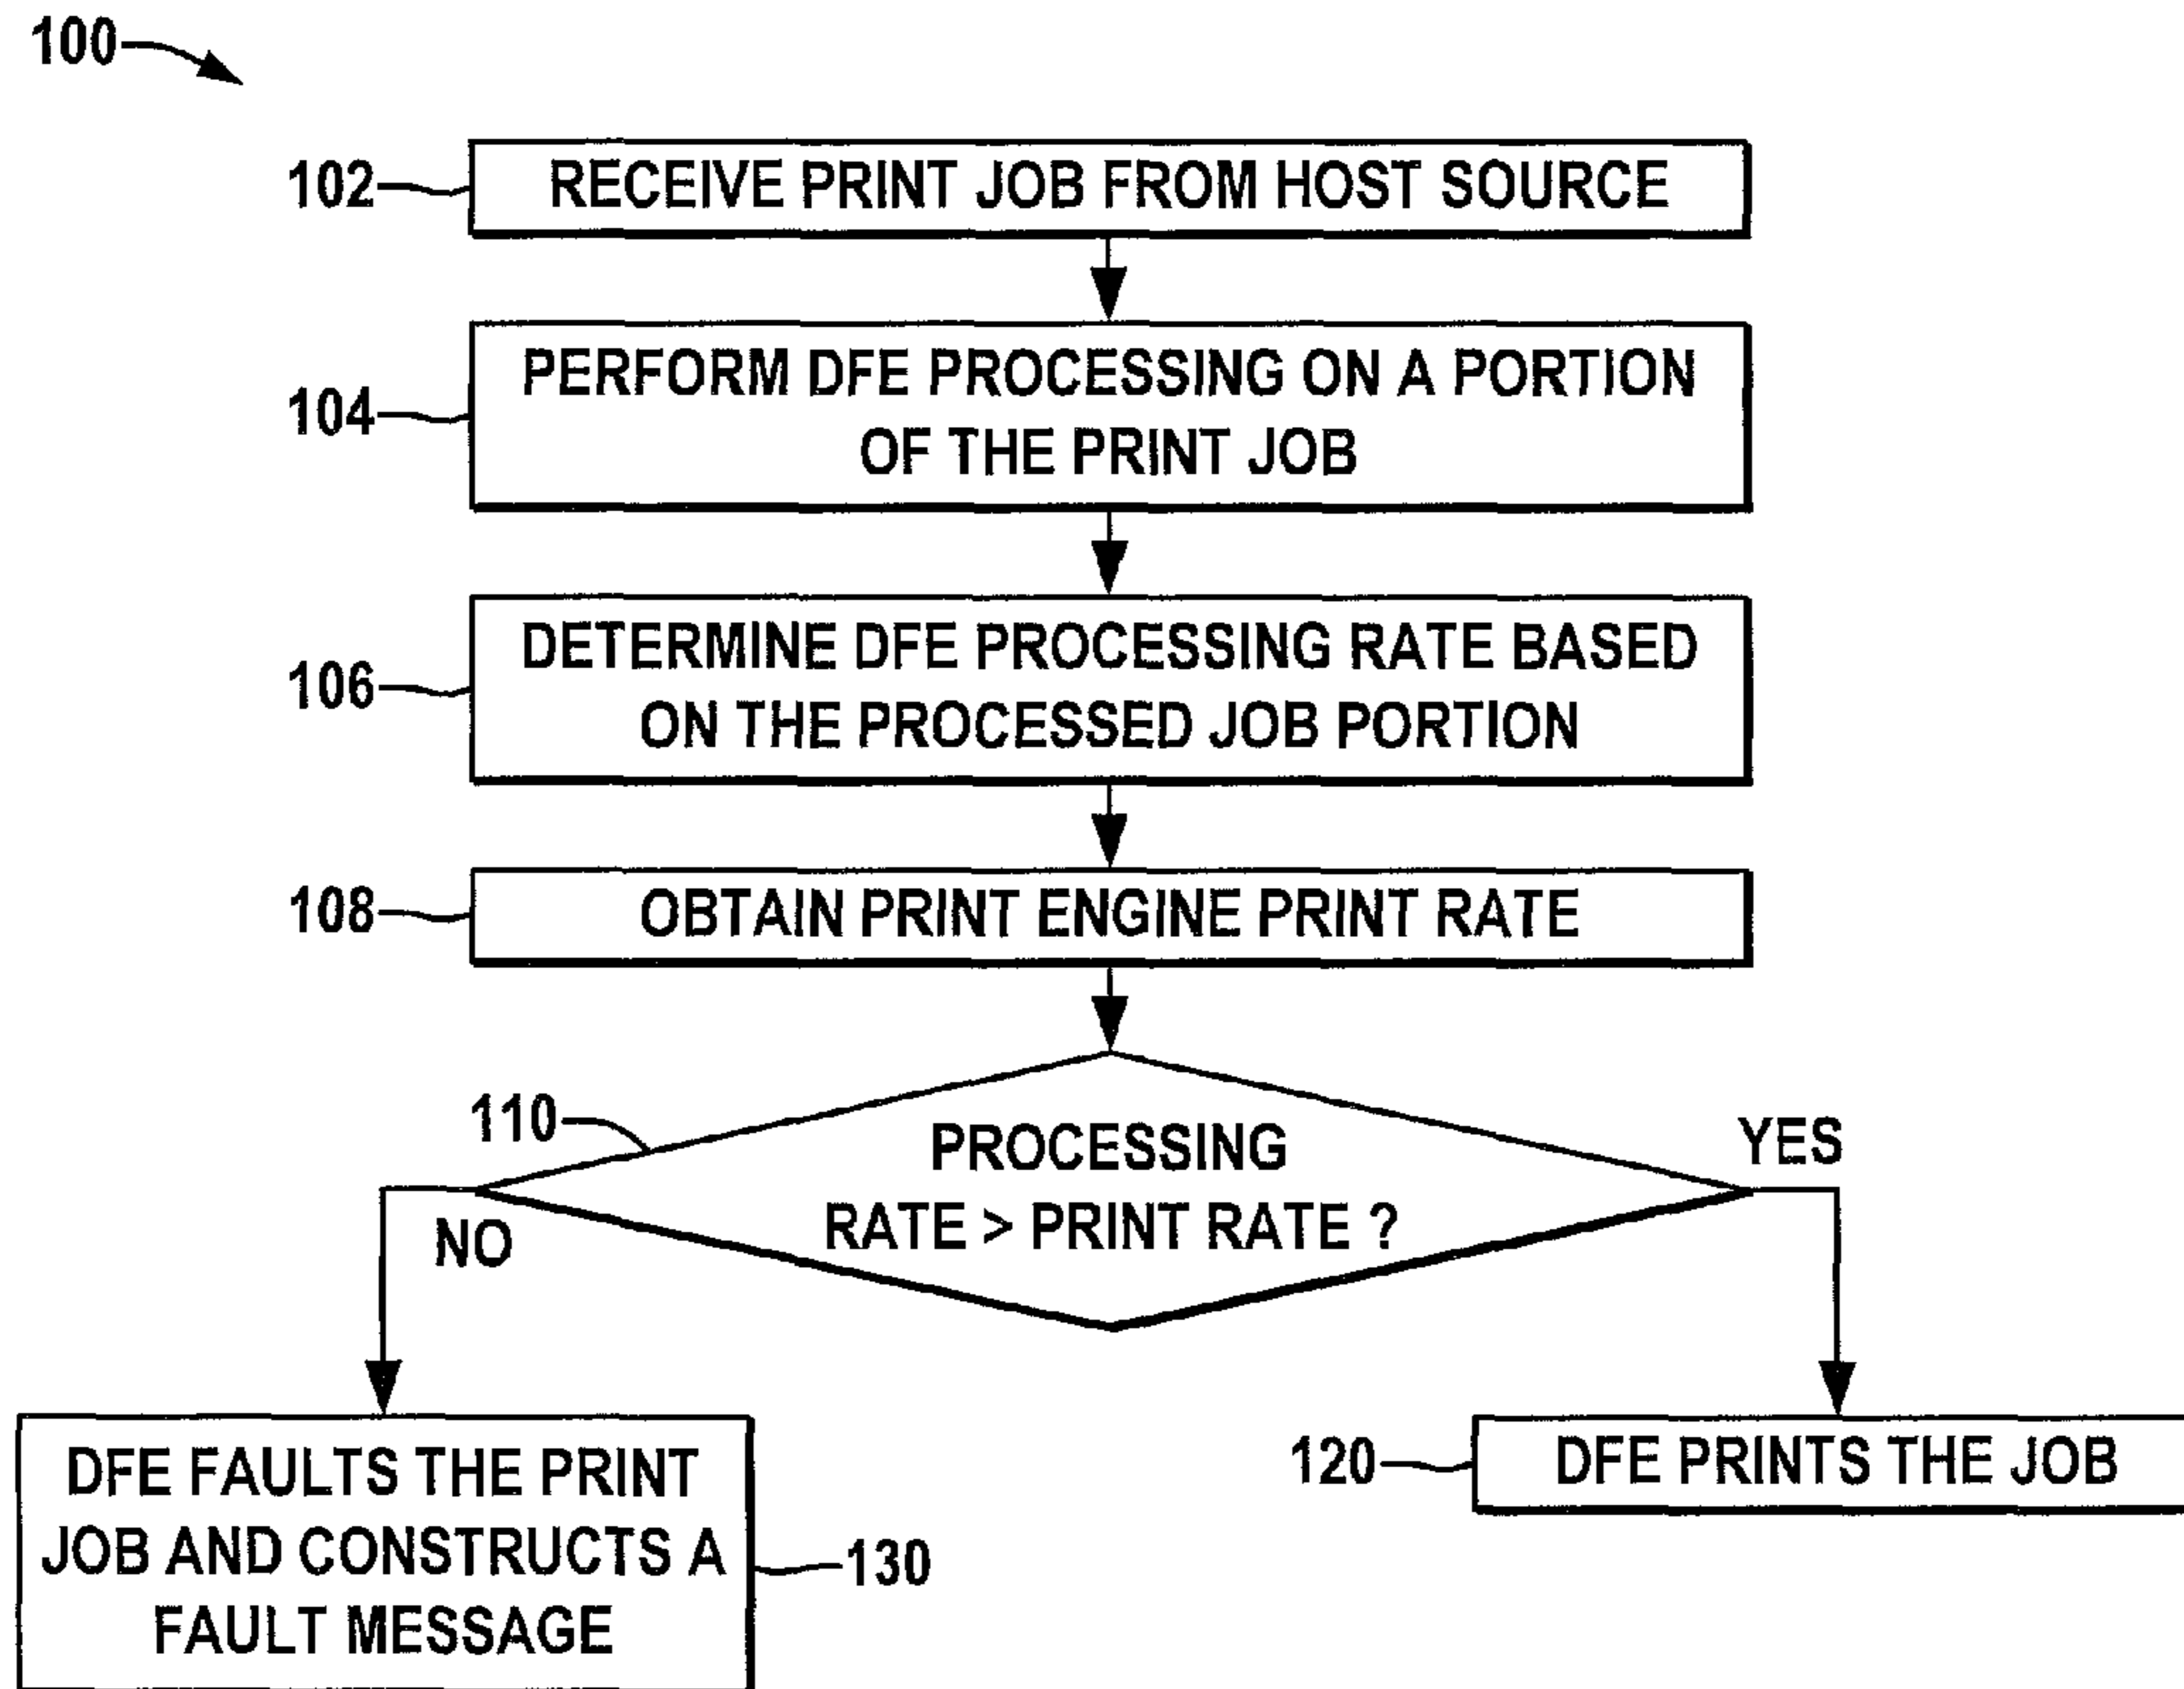 100
102
RECEIVE PRINT JOB FROM HOST SOURCE
104
PERFORM DFE PROCESSING ON A PORTION
OF THE PRINT JOB
106
DETERMINE DFE PROCESSING RATE BASED
ON THE PROCESSED JOB PORTION
108
OBTAIN PRINT ENGINE PRINT RATE
110
PROCESSING
RATE > PRINT RATE ?
YES
NO
DFE FAULTS THE PRINT
JOB AND CONSTRUCTS A
FAULT MESSAGE
130
120
DFE PRINTS THE JOB